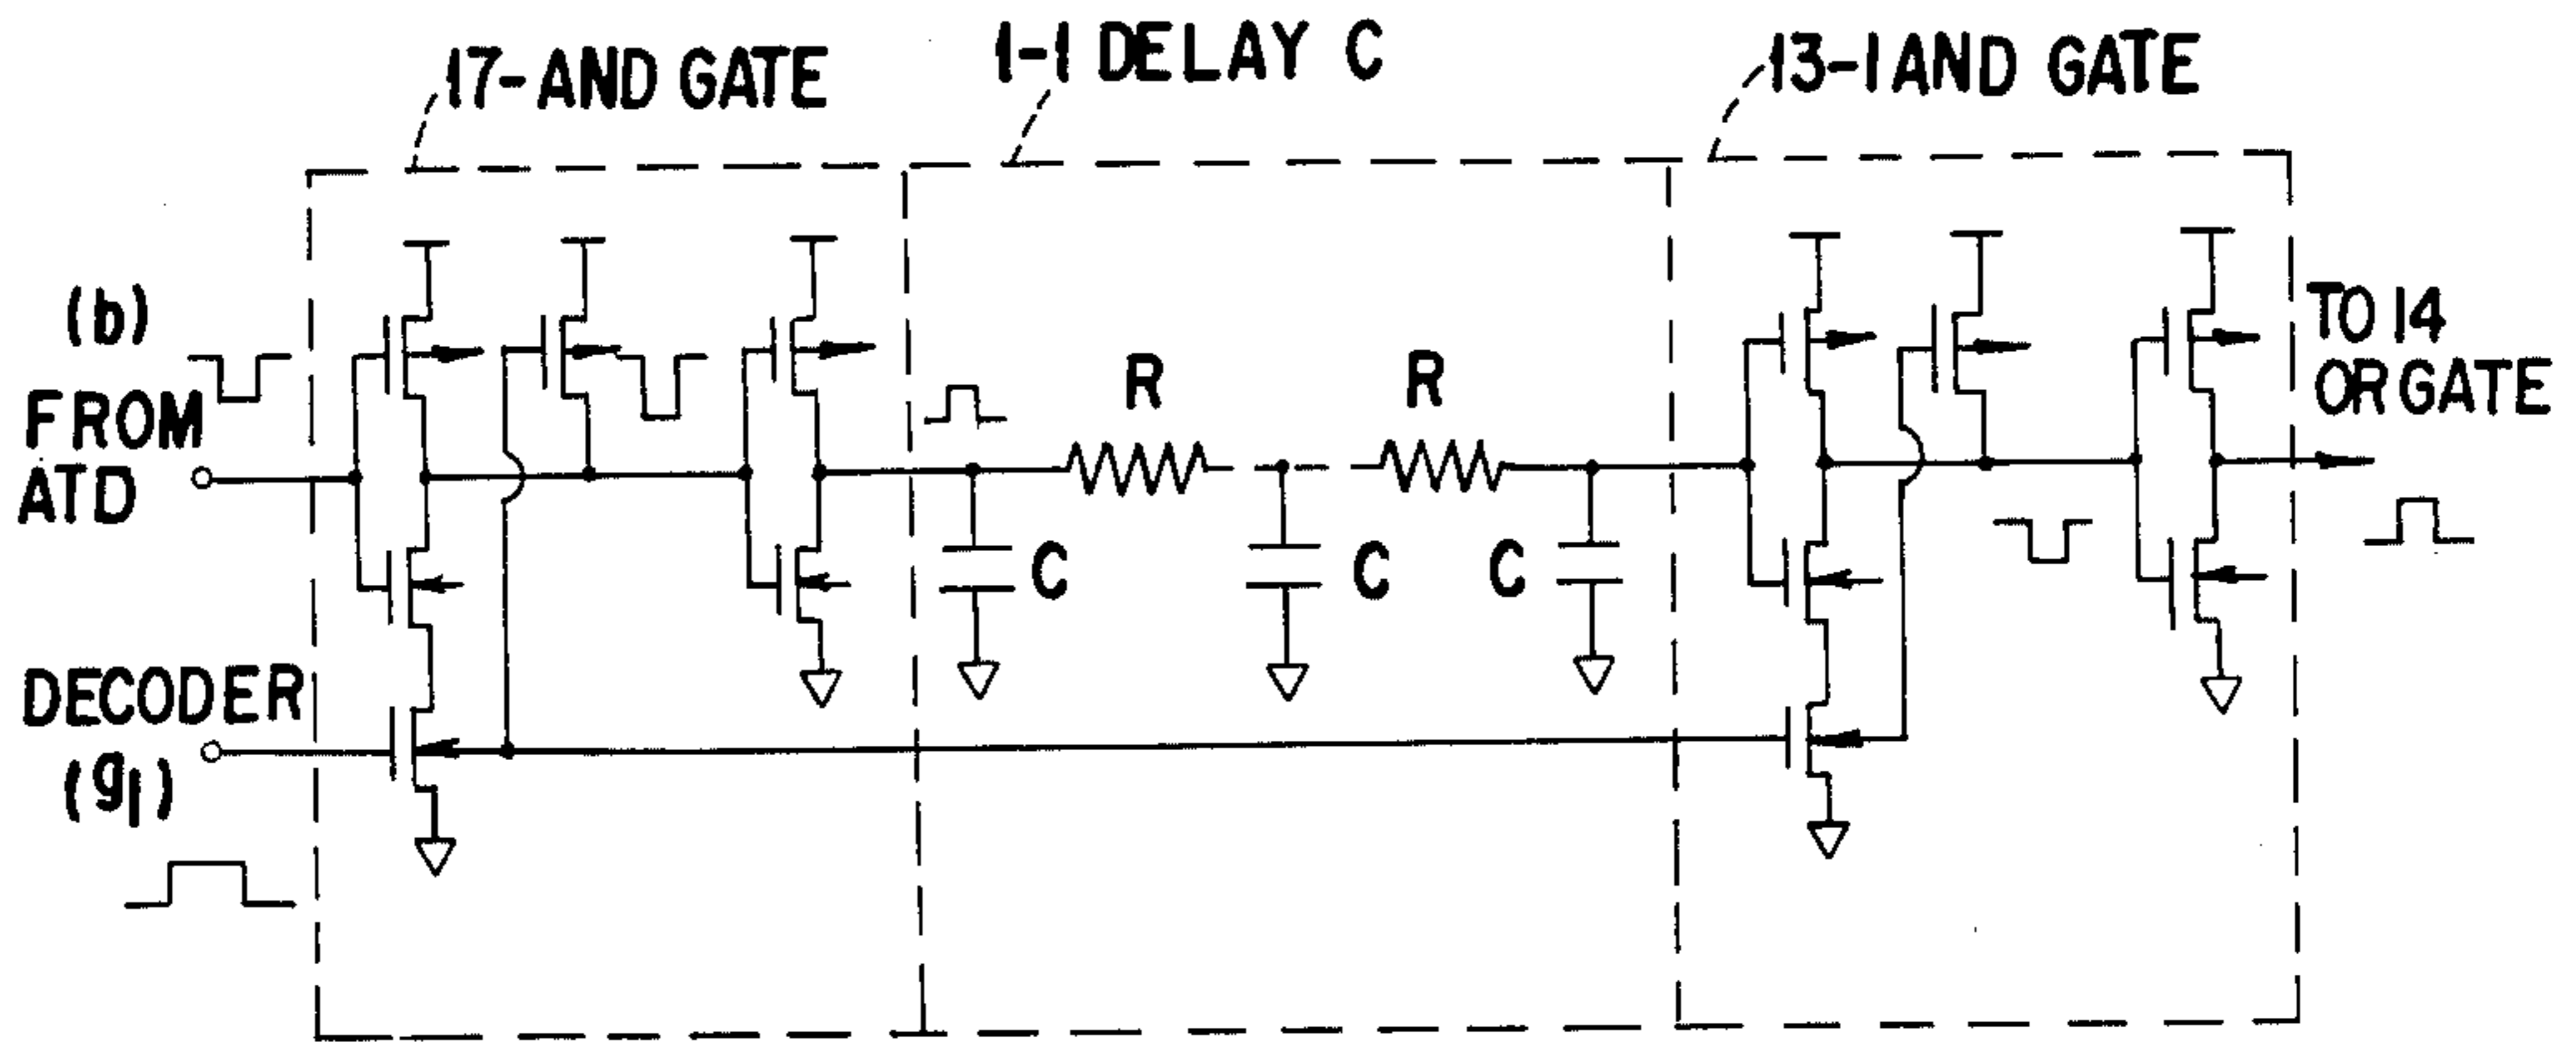 17-AND GATE
1-1 DELAY C
13-1 AND GATE
(b)
FROM
ATD
R
R
TO 14
OR GATE
C
C
C
DECODER
(g1)